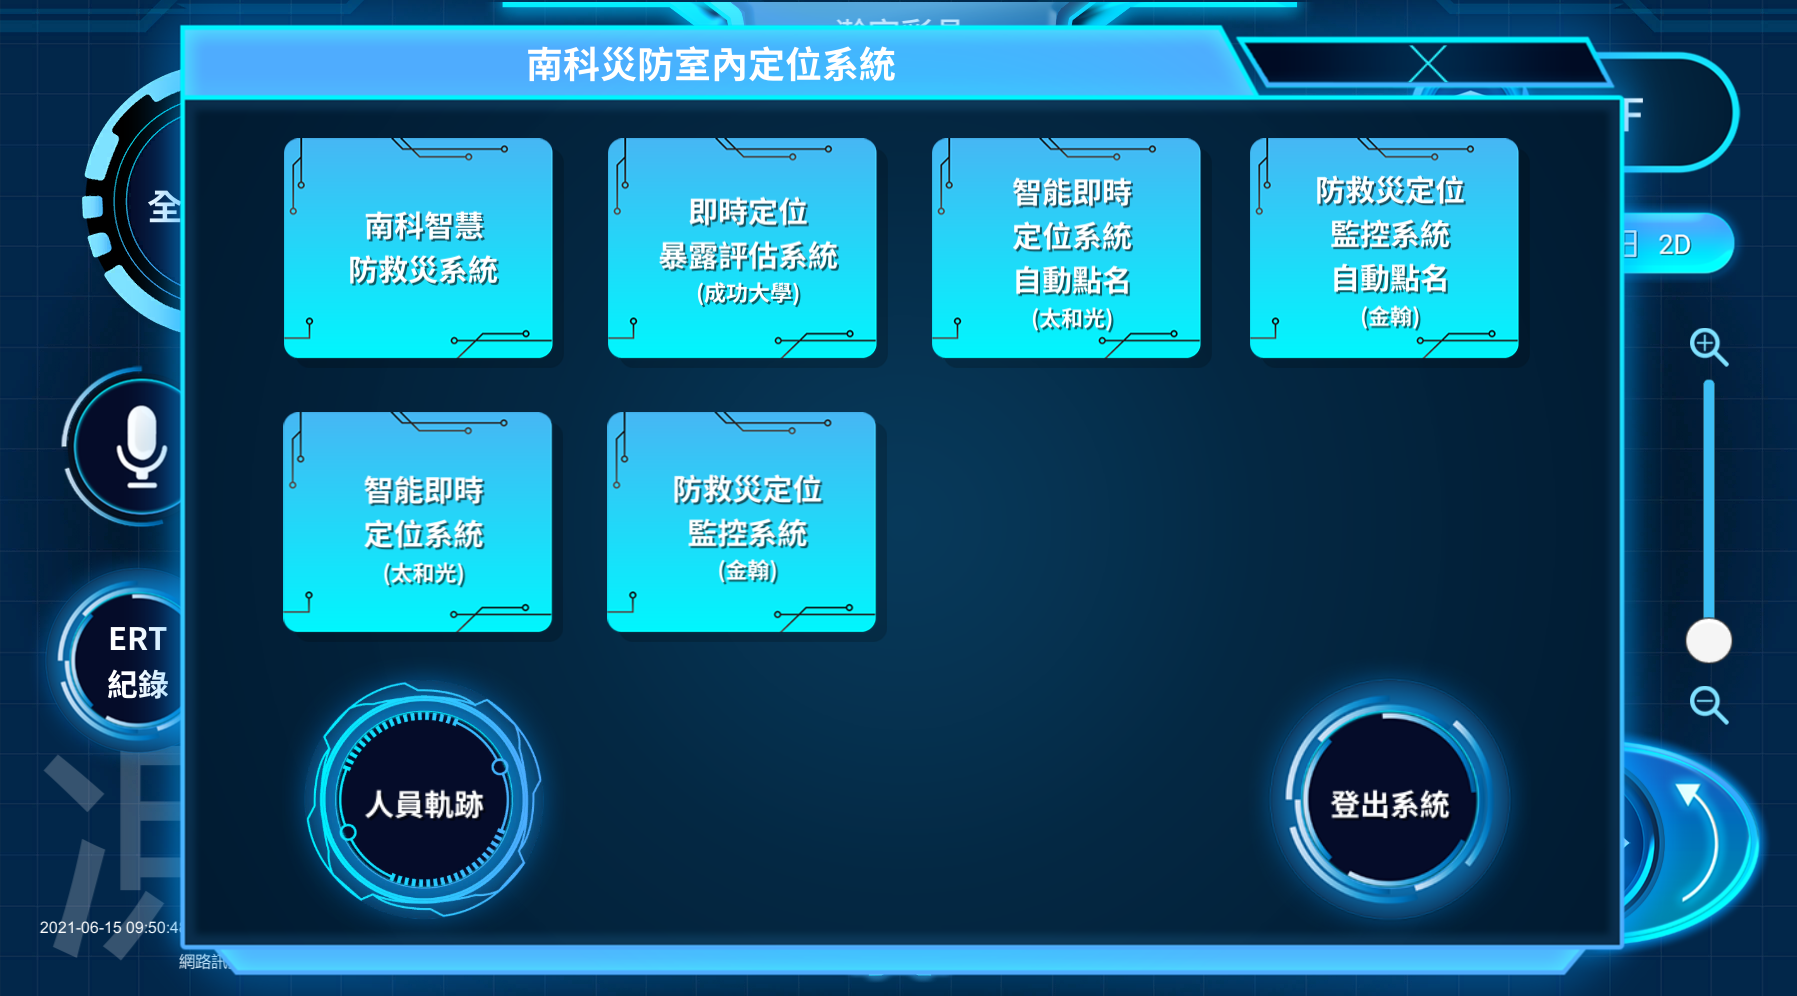 南科災防室內定位系統
F
全
南科智慧
防救災系統
即時定位
暴露評估系統
(成功大學)
智能即時
定位系統
自動點名
(太和光)
防救災定位
監控系統
自動點名
(金翰)
2D
智能即時
定位系統
(太和光)
防救災定位
監控系統
(金翰)
ERT
紀錄
人員軌跡
登出系統
2021-06-15 09:50:4
網路訊